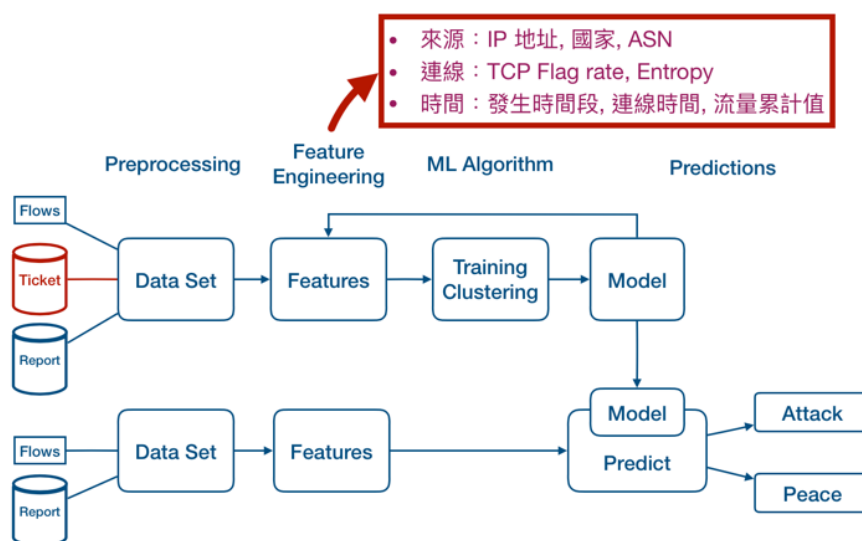 • 來源：IP 地址, 國家, ASN
• 連線：TCP Flag rate, Entropy
• 時間：發生時間段, 連線時間, 流量累計值
Preprocessing
Feature
Engineering
ML Algorithm
Predictions
Flows
Ticket
Report
Data Set
Features
Training
Clustering
Model
Flows
Report
Data Set
Features
Model
Predict
Attack
Peace